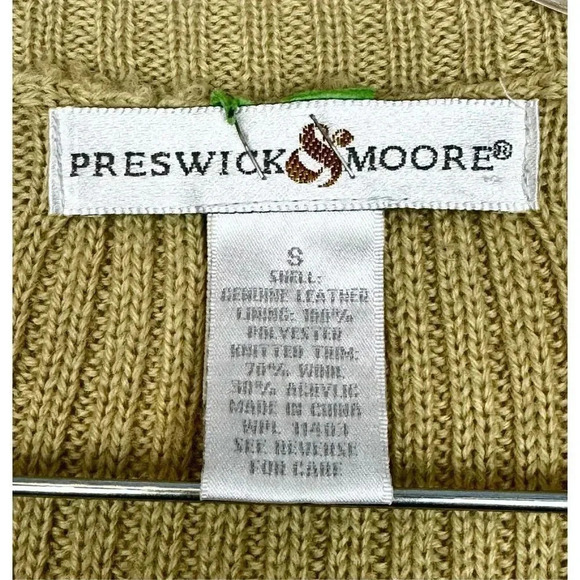 PRESWICK & MOORE®
S
SHELL:
GENUINE LEATHER
LINING: 100%
POLYESTER
KNITTED TRIM:
70% WOOL
30% ACRYLIC
MADE IN CHINA
WPL 11403
SEE REVERSE
FOR CARE